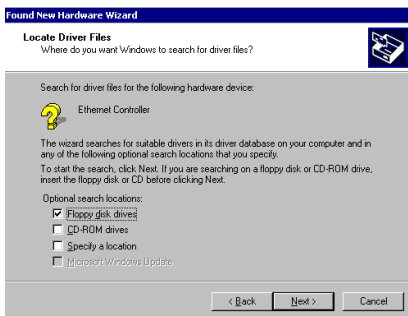 Found New Hardware Wizard
Locate Driver Files
Where do you want Windows to search for driver files?
Search for driver files for the following hardware device:
Ethernet Controller
The wizard searches for suitable drivers in its driver database on your computer and in
any of the following optional search locations that you specify.
To start the search, click Next. If you are searching on a floppy disk or CD-ROM drive,
insert the floppy disk or CD before clicking Next.
Optional search locations:
Floppy disk drives
CD-ROM drives
Specify a location
Microsoft Windows Update
< Back Next > Cancel